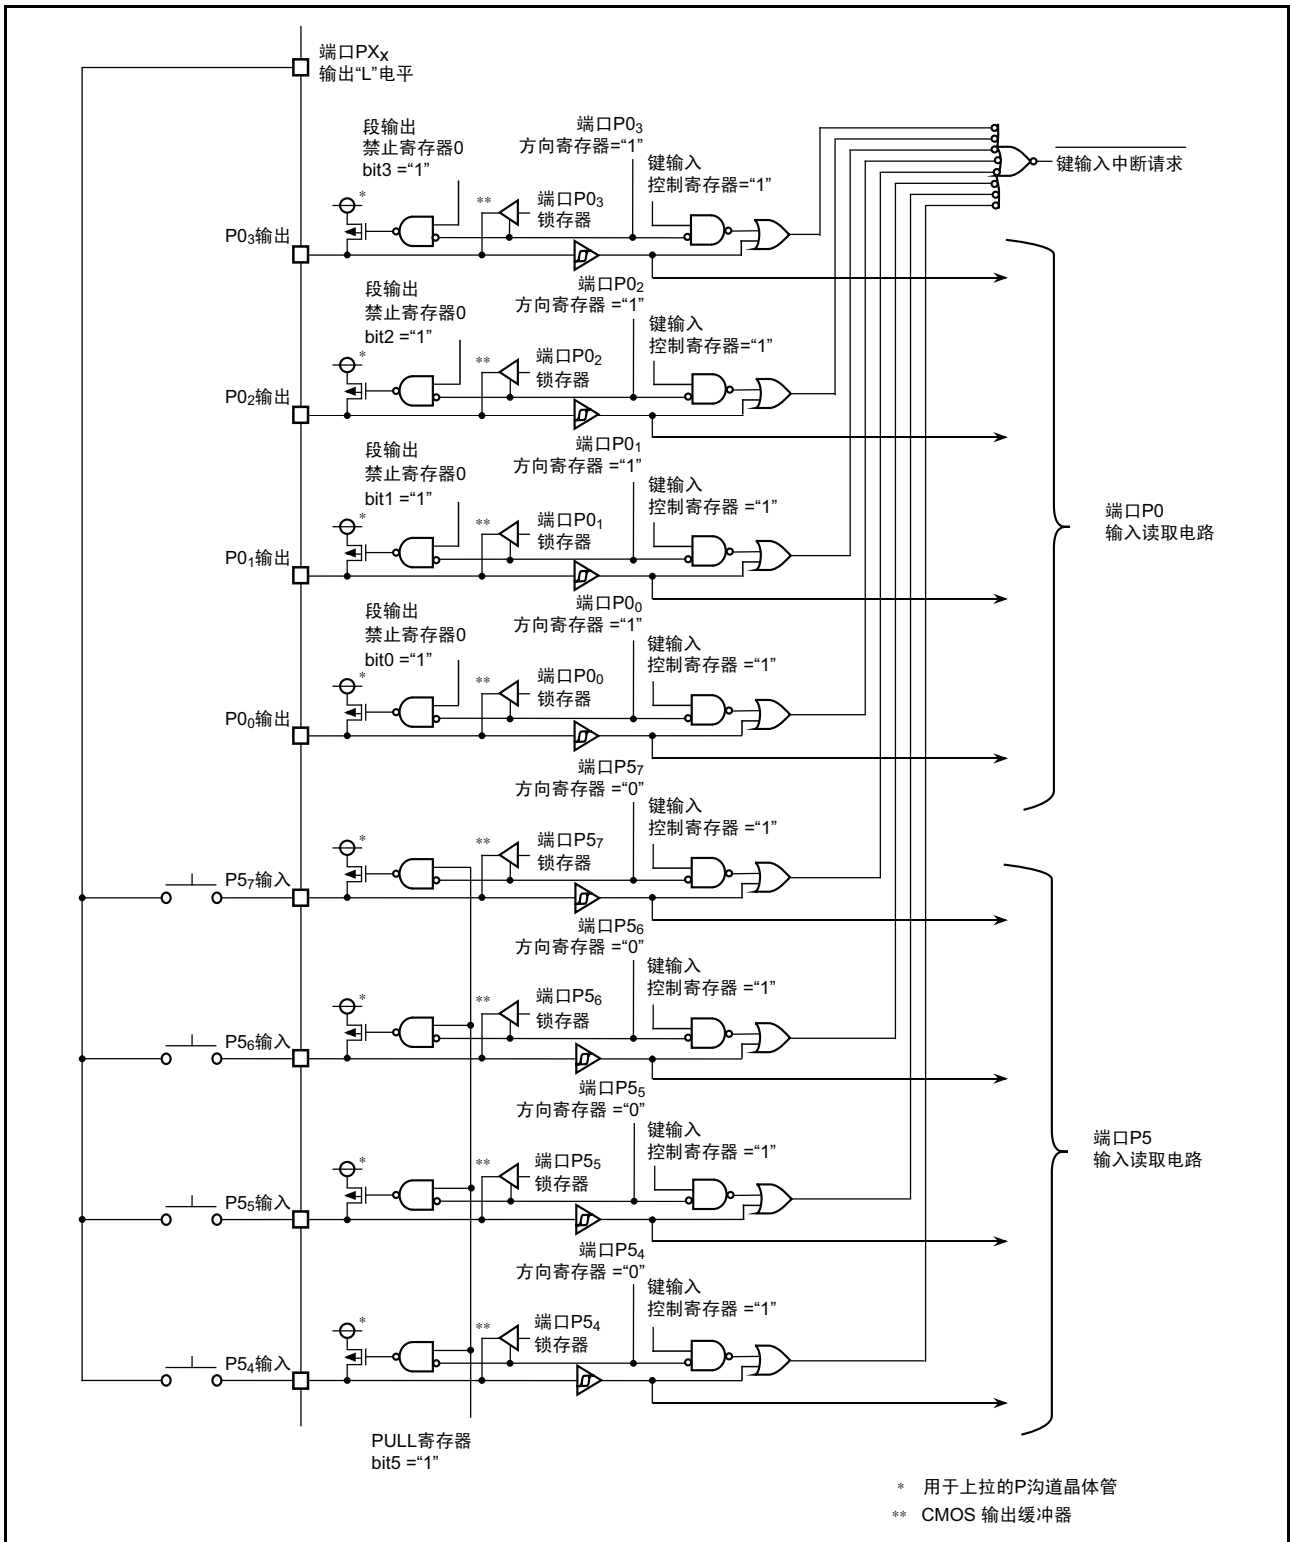 端口PXx
输出“L”电平
段输出
禁止寄存器0
bit3 =“1”
端口P03
方向寄存器=“1”
键输入
控制寄存器=“1”
键输入中断请求
*
**
端口P03
锁存器
P03输出
段输出
禁止寄存器0
bit2 =“1”
端口P02
方向寄存器 =“1”
键输入
控制寄存器=“1”
*
**
端口P02
锁存器
P02输出
段输出
禁止寄存器0
bit1 =“1”
端口P01
方向寄存器 =“1”
键输入
控制寄存器 =“1”
*
**
端口P01
锁存器
P01输出
端口P0
输入读取电路
段输出
禁止寄存器0
bit0 =“1”
端口P00
方向寄存器 =“1”
键输入
控制寄存器 =“1”
*
**
端口P00
锁存器
P00输出
端口P57
方向寄存器 =“0”
键输入
控制寄存器 =“1”
*
**
端口P57
锁存器
P57输入
端口P56
方向寄存器 =“0”
键输入
控制寄存器 =“1”
*
**
端口P56
锁存器
P56输入
端口P55
方向寄存器 =“0”
键输入
控制寄存器 =“1”
*
**
端口P55
锁存器
P55输入
端口P5
输入读取电路
端口P54
方向寄存器 =“0”
键输入
控制寄存器 =“1”
*
**
端口P54
锁存器
P54输入
PULL寄存器
bit5 =“1”
* 用于上拉的P沟道晶体管
** CMOS 输出缓冲器